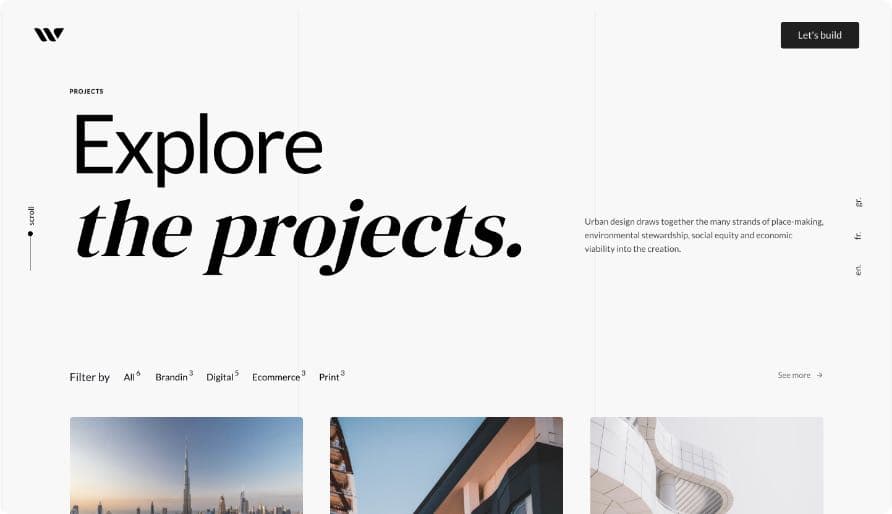 Let's build
PROJECTS
Explore
the projects.
scroll
Urban design draws together the many strands of place-making,
environmental stewardship, social equity and economic
viability into the creation.
gr.
fr.
en.
Filter by All 6 Brandin 3 Digital 5 Ecommerce 3 Print 3
See more →